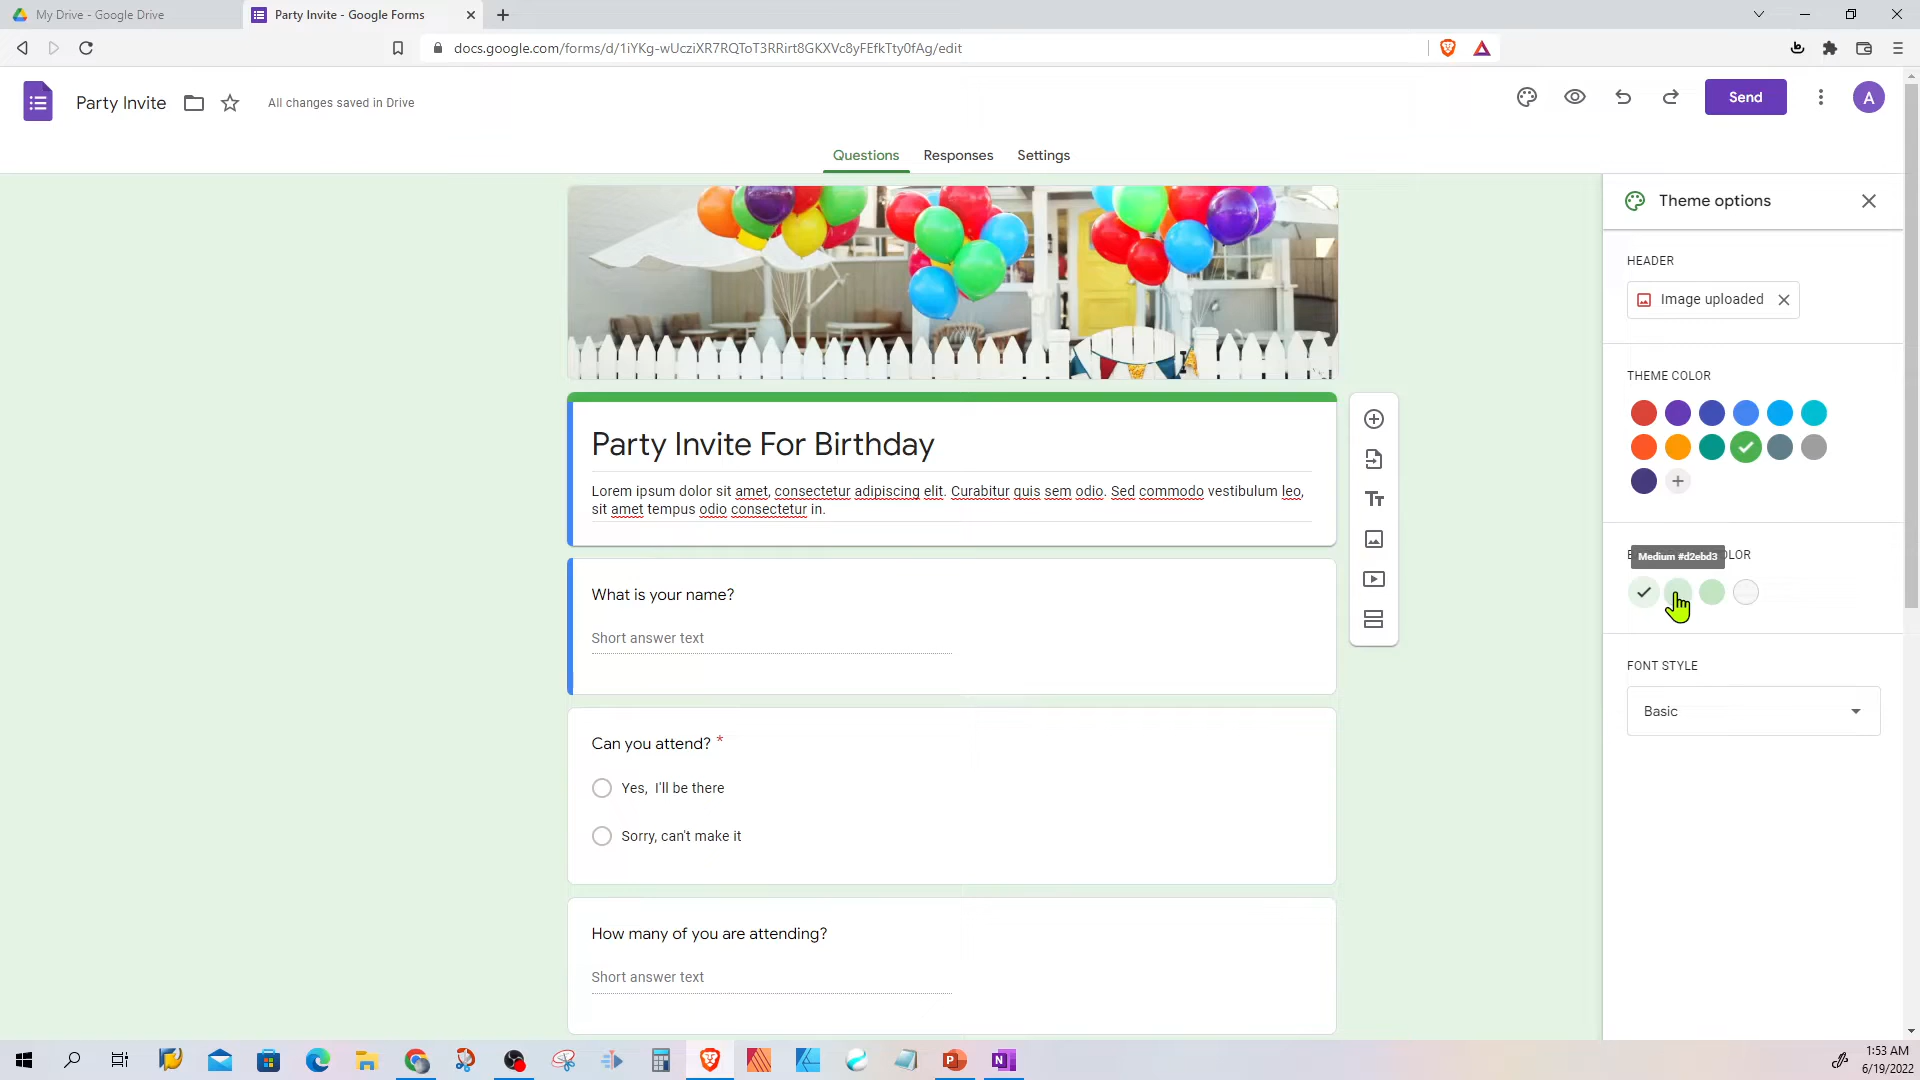 My Drive - Google Drive
Party Invite - Google Forms
docs.google.com/forms/d/1iYKg-wUcziXR7RQToT3RRirt8GKXVc8yFEfkTty0fAg/edit
Party Invite
All changes saved in Drive
Send
A
Questions
Responses
Settings
Theme options
HEADER
Image uploaded
THEME COLOR
Party Invite For Birthday
Lorem ipsum dolor sit amet, consectetur adipiscing elit. Curabitur quis sem odio. Sed commodo vestibulum leo,
sit amet tempus odio consectetur in.
Medium #d2ebd3
What is your name?
Short answer text
FONT STYLE
Basic
Can you attend? *
Yes, I'll be there
Sorry, can't make it
How many of you are attending?
Short answer text
1:53 AM
6/19/2022